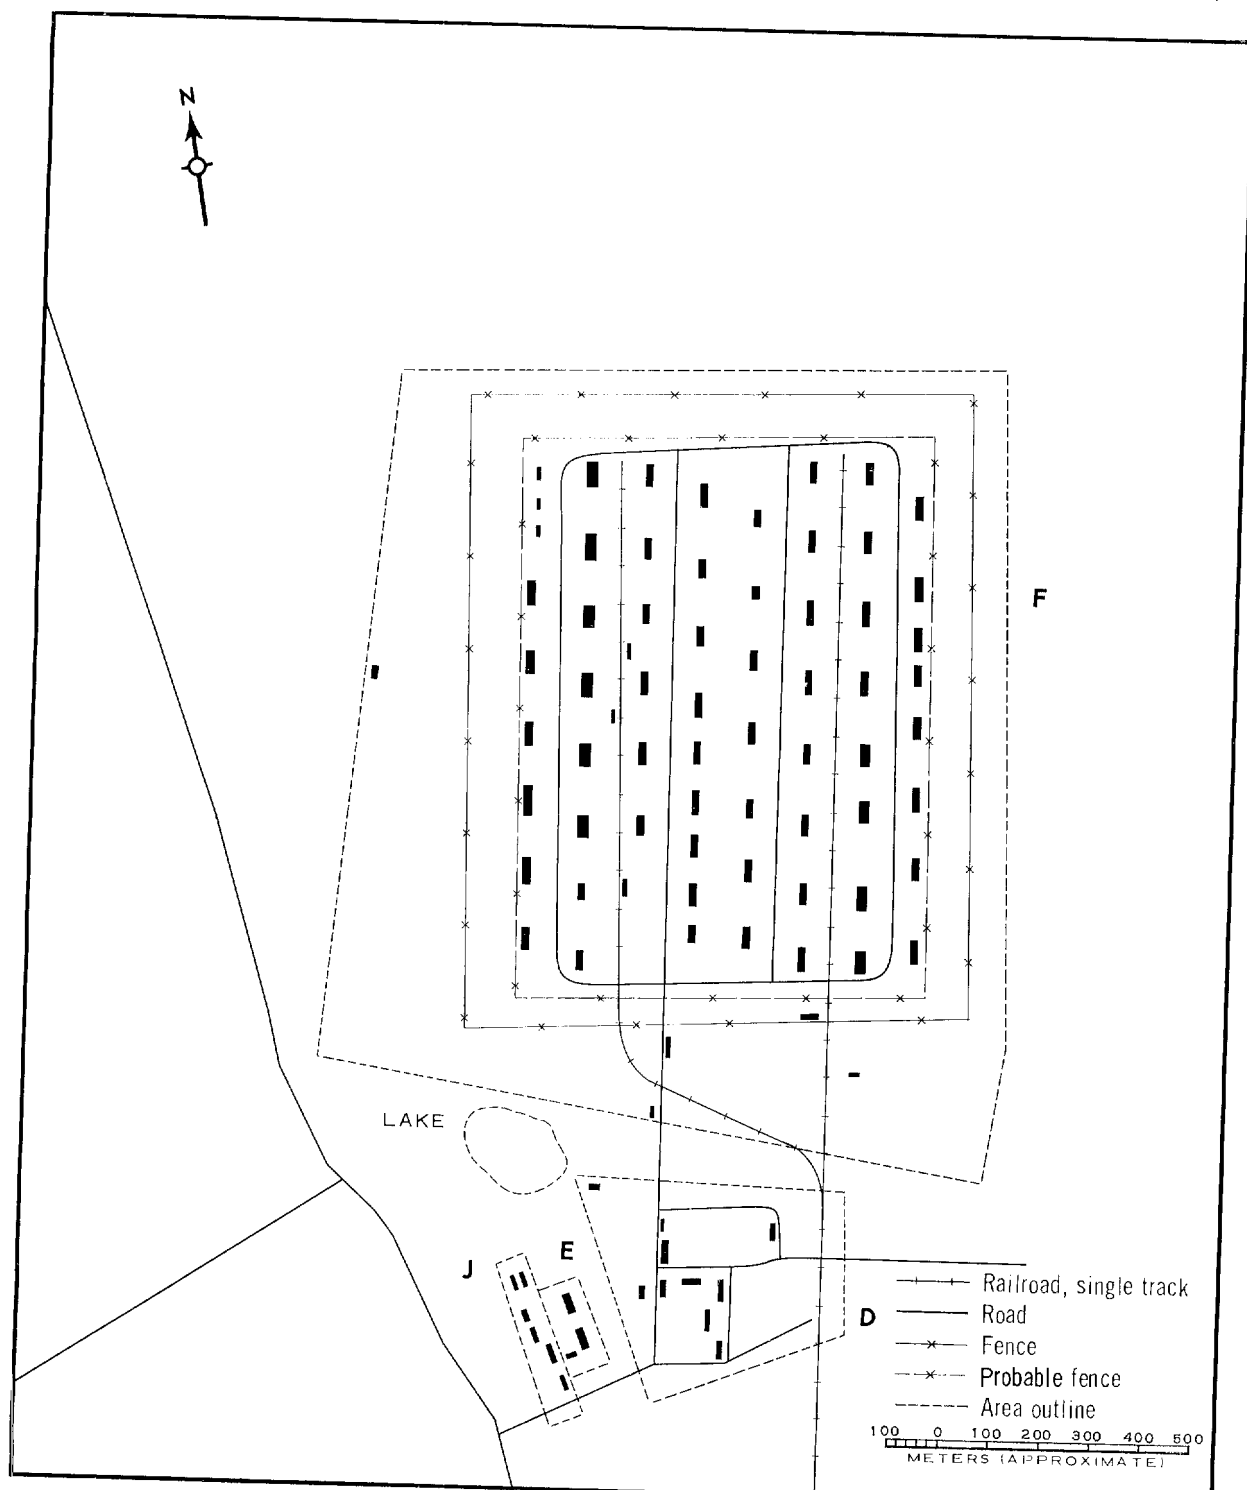 N
F
LAKE
J
E
D
Railroad, single track
Road
Fence
Probable fence
Area outline
100 0 100 200 300 400 500
METERS (APPROXIMATE)